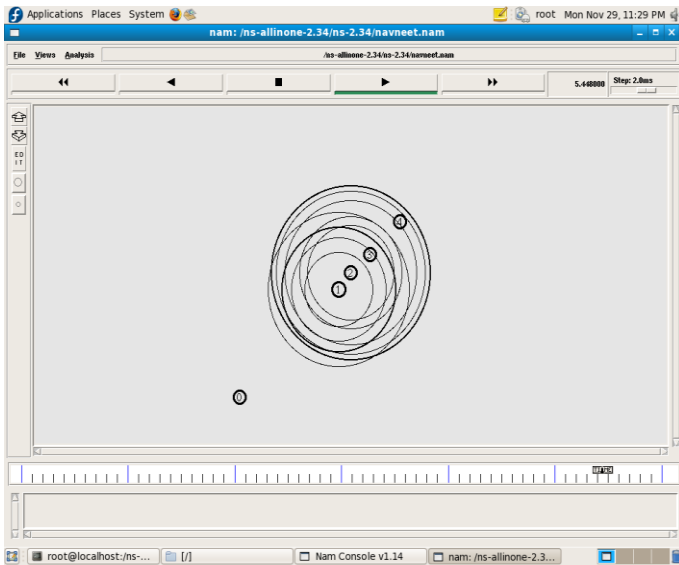 Applications Places System root Mon Nov 29, 11:29 PM
nam: /ns-allinone-2.34/ns-2.34/navneet.nam
File Views Analysis /ns-allinone-2.34/ns-2.34/navneet.nam
5.448000 Step: 2.0ms
ED
IT
4
3
2
1
0
TIME
root@localhost:/ns-... [/] Nam Console v1.14 nam: /ns-allinone-2.3...